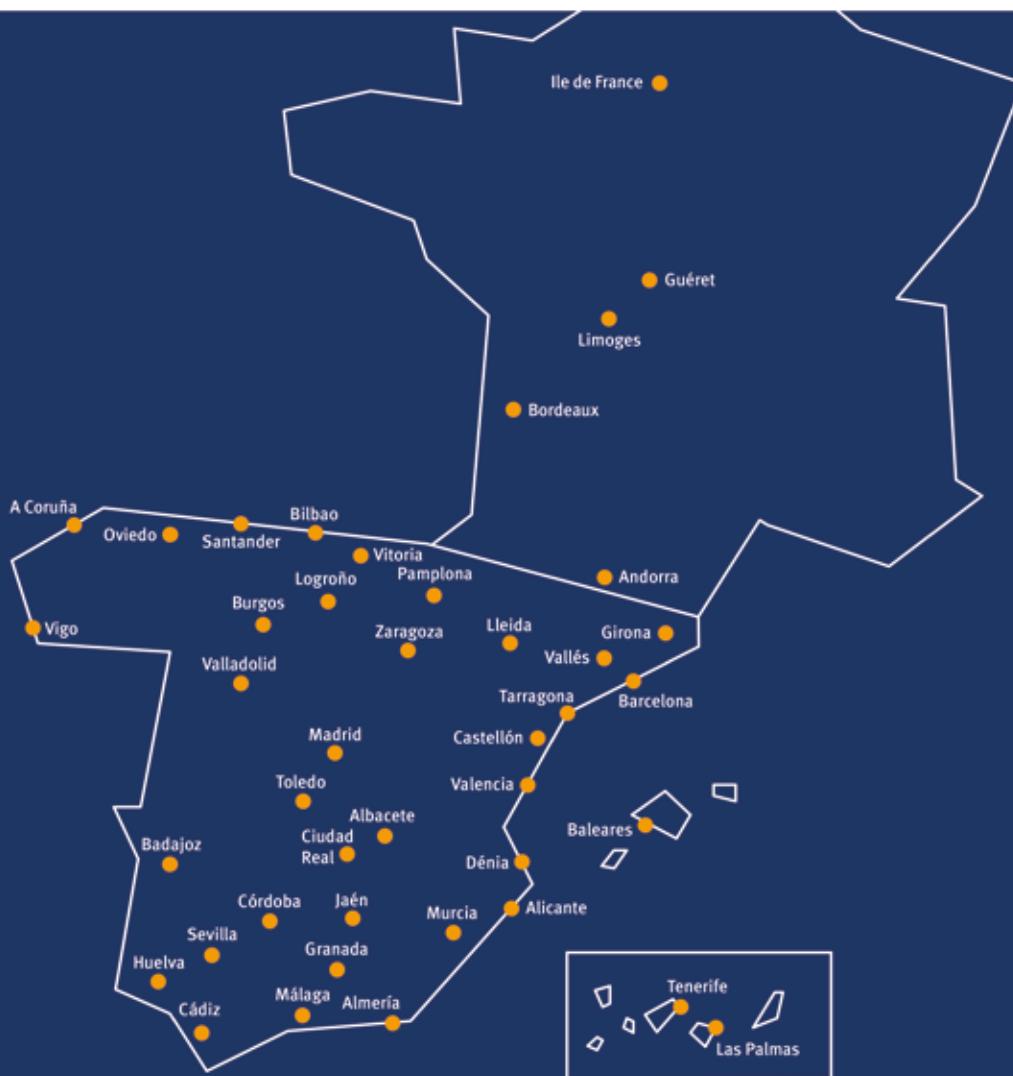 Ile de France
Guéret
Limoges
Bordeaux
A Coruña
Oviedo
Santander
Bilbao
Vitoria
Pamplona
Andorra
Logroño
Burgos
Vigo
Zaragoza
Lleida
Girona
Vallés
Valladolid
Tarragona
Barcelona
Madrid
Castellón
Toledo
Valencia
Albacete
Baleares
Ciudad
Real
Badajoz
Dénia
Córdoba
Jaén
Murcia
Alicante
Sevilla
Granada
Huelva
Cádiz
Málaga
Almería
Tenerife
Las Palmas